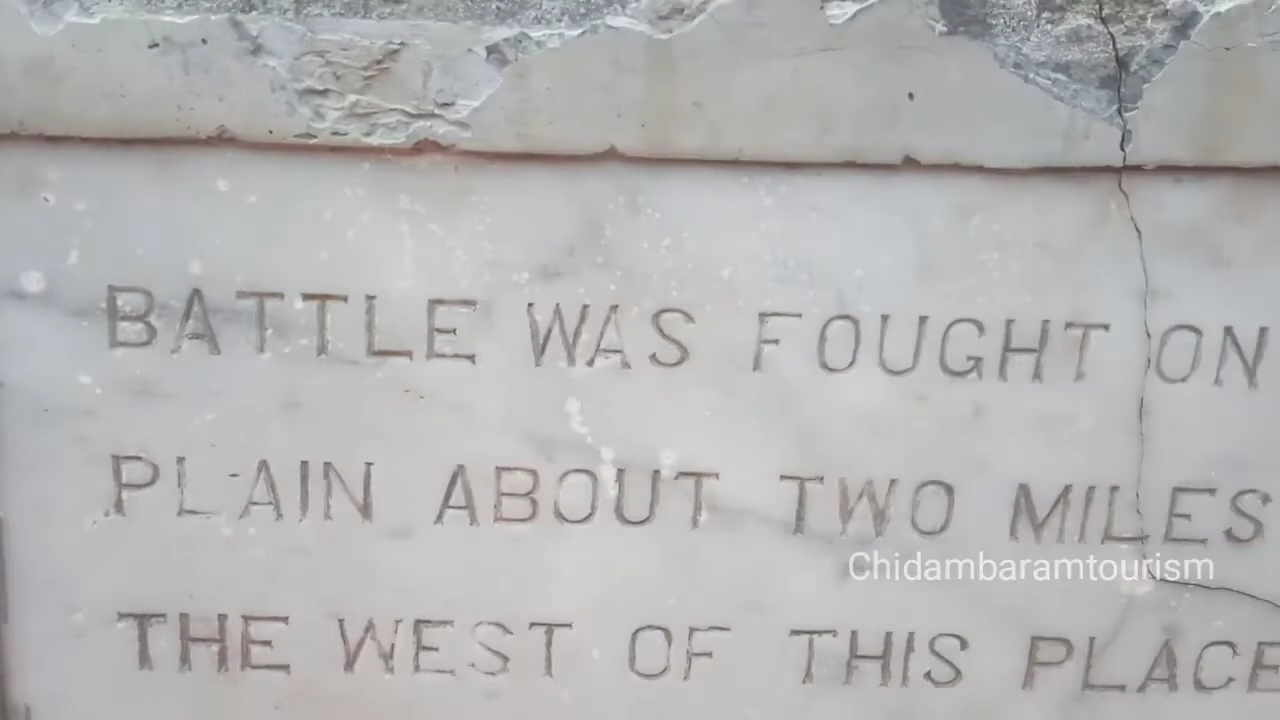 BATTLE WAS FOUGHT ON
PLAIN ABOUT TWO MILES
Chidambaramtourism
THE WEST OF THIS PLACE